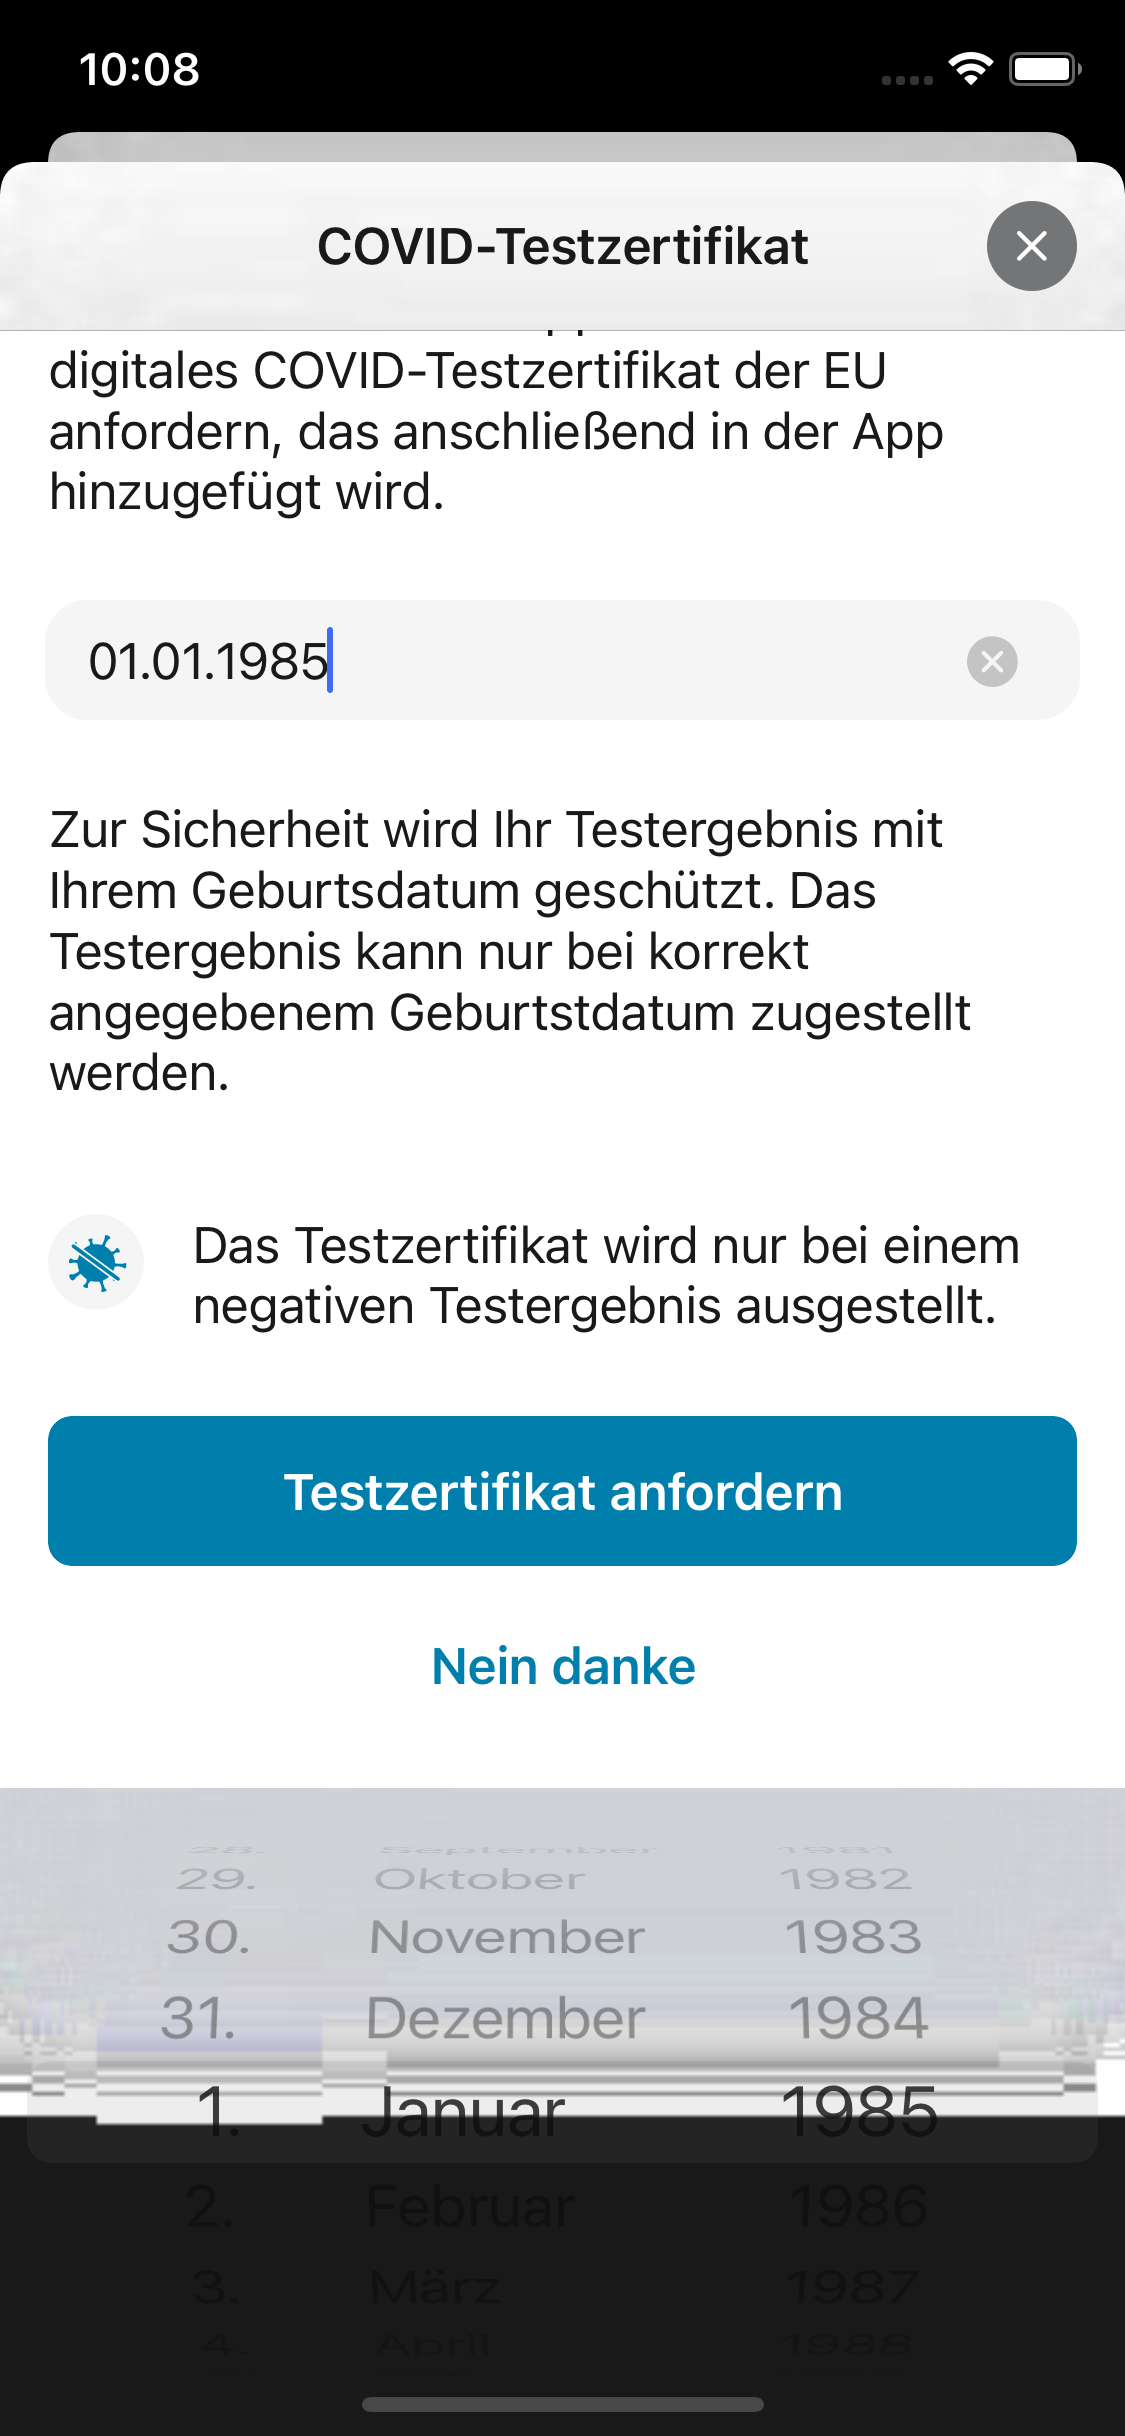 10:08
COVID-Testzertifikat
digitales COVID-Testzertifikat der EU
anfordern, das anschließend in der App
hinzugefügt wird.
01.01.1985
Zur Sicherheit wird Ihr Testergebnis mit
Ihrem Geburtsdatum geschützt. Das
Testergebnis kann nur bei korrekt
angegebenem Geburtstdatum zugestellt
werden.
Das Testzertifikat wird nur bei einem
negativen Testergebnis ausgestellt.
Testzertifikat anfordern
Nein danke
28. September 1981
29. Oktober 1982
30. November 1983
31. Dezember 1984
1. Januar 1985
2. Februar 1986
3. März 1987
4. April 1988